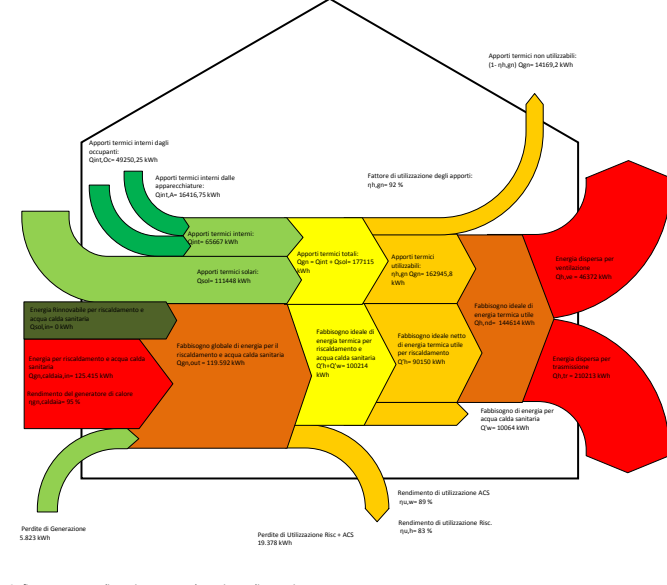 Apporti termici non utilizzabili:
(1- ηh,gn) Qgn= 14169,2 kWh
Apporti termici interni dagli
occupanti:
Qint,Oc= 49250,25 kWh
Apporti termici interni dalle
apparecchiature:
Qint,A= 16416,75 kWh
Fattore di utilizzazione degli apporti:
ηh,gn= 92 %
Apporti termici interni:
Qint= 65667 kWh
Apporti termici solari:
Qsol= 111448 kWh
Apporti termici totali:
Qgn = Qint + Qsol= 177115
kWh
Apporti termici
utilizzabili:
ηh,gn Qgn= 162945,8
kWh
Energia dispersa per
ventilazione
Qh,ve= 46372 kWh
Fabbisogno ideale di
energia termica utile
Qh,nd= 144614 kWh
Energia Rinnovabile per riscaldamento e
acqua calda sanitaria
Qsol,in= 0 kWh
Energia per riscaldamento e acqua calda
sanitaria
Qgn,caldaia,in= 125.415 kWh
Rendimento del generatore di calore
ηgn,caldaia= 95 %
Fabbisogno globale di energia per il
riscaldamento e acqua calda sanitaria
Qgn,out = 119.592 kWh
Fabbisogno ideale di
energia termica per
riscaldamento e
acqua calda sanitaria
Q'h+Q'w= 100214
kWh
Fabbisogno ideale netto
di energia termica utile
per riscaldamento
Q'h= 90150 kWh
Energia dispersa per
trasmissione
Qh,tr = 210213 kWh
Fabbisogno di energia per
acqua calda sanitaria
Q'w= 10064 kWh
Rendimento di utilizzazione ACS
ηu,w= 89 %
Rendimento di utilizzazione Risc.
ηu,h= 83 %
Perdite di Generazione
5.823 kWh
Perdite di Utilizzazione Risc + ACS
19.378 kWh